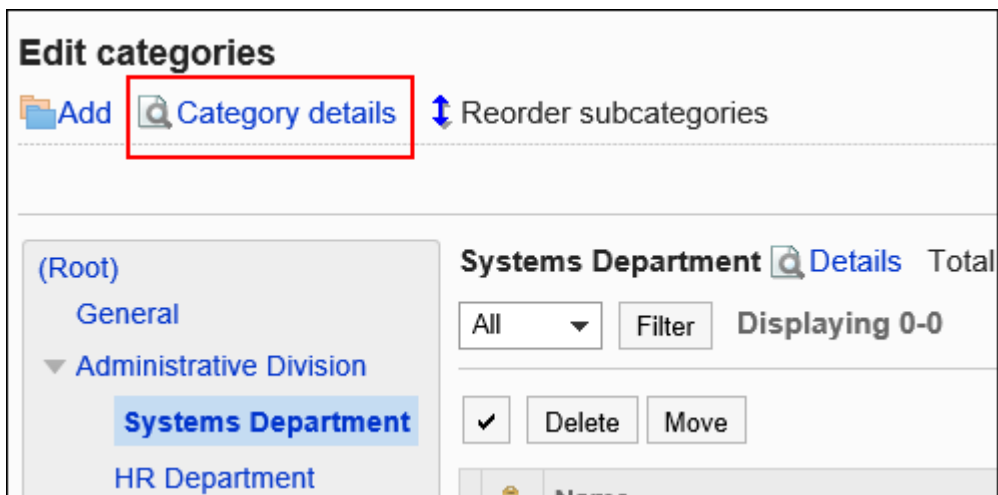 Edit categories
Add Category details Reorder subcategories
(Root)
General
Administrative Division
Systems Department
HR Department
Systems Department Details Total
All Filter Displaying 0-0
Delete Move
Name